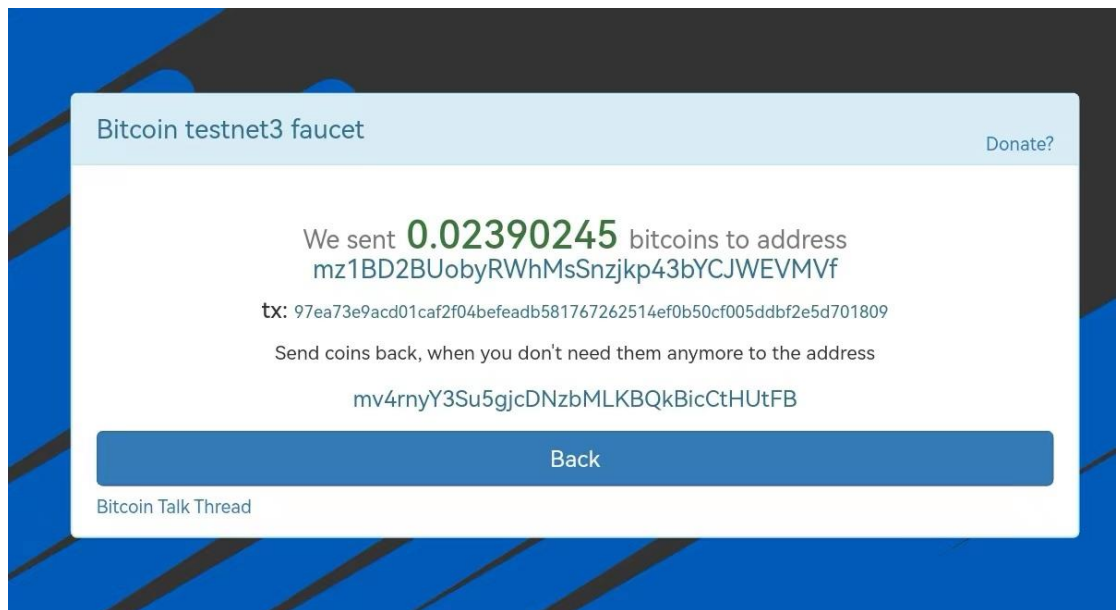 Bitcoin testnet3 faucet
Donate?
We sent 0.02390245 bitcoins to address
mz1BD2BUobyRWhMsSnzjkp43bYCJWEVMVf
tx: 97ea73e9acd01caf2f04befeadb581767262514ef0b50cf005ddbf2e5d701809
Send coins back, when you don't need them anymore to the address
mv4rnyY3Su5gjcDNzbMLKBQkBicCtHUtFB
Back
Bitcoin Talk Thread